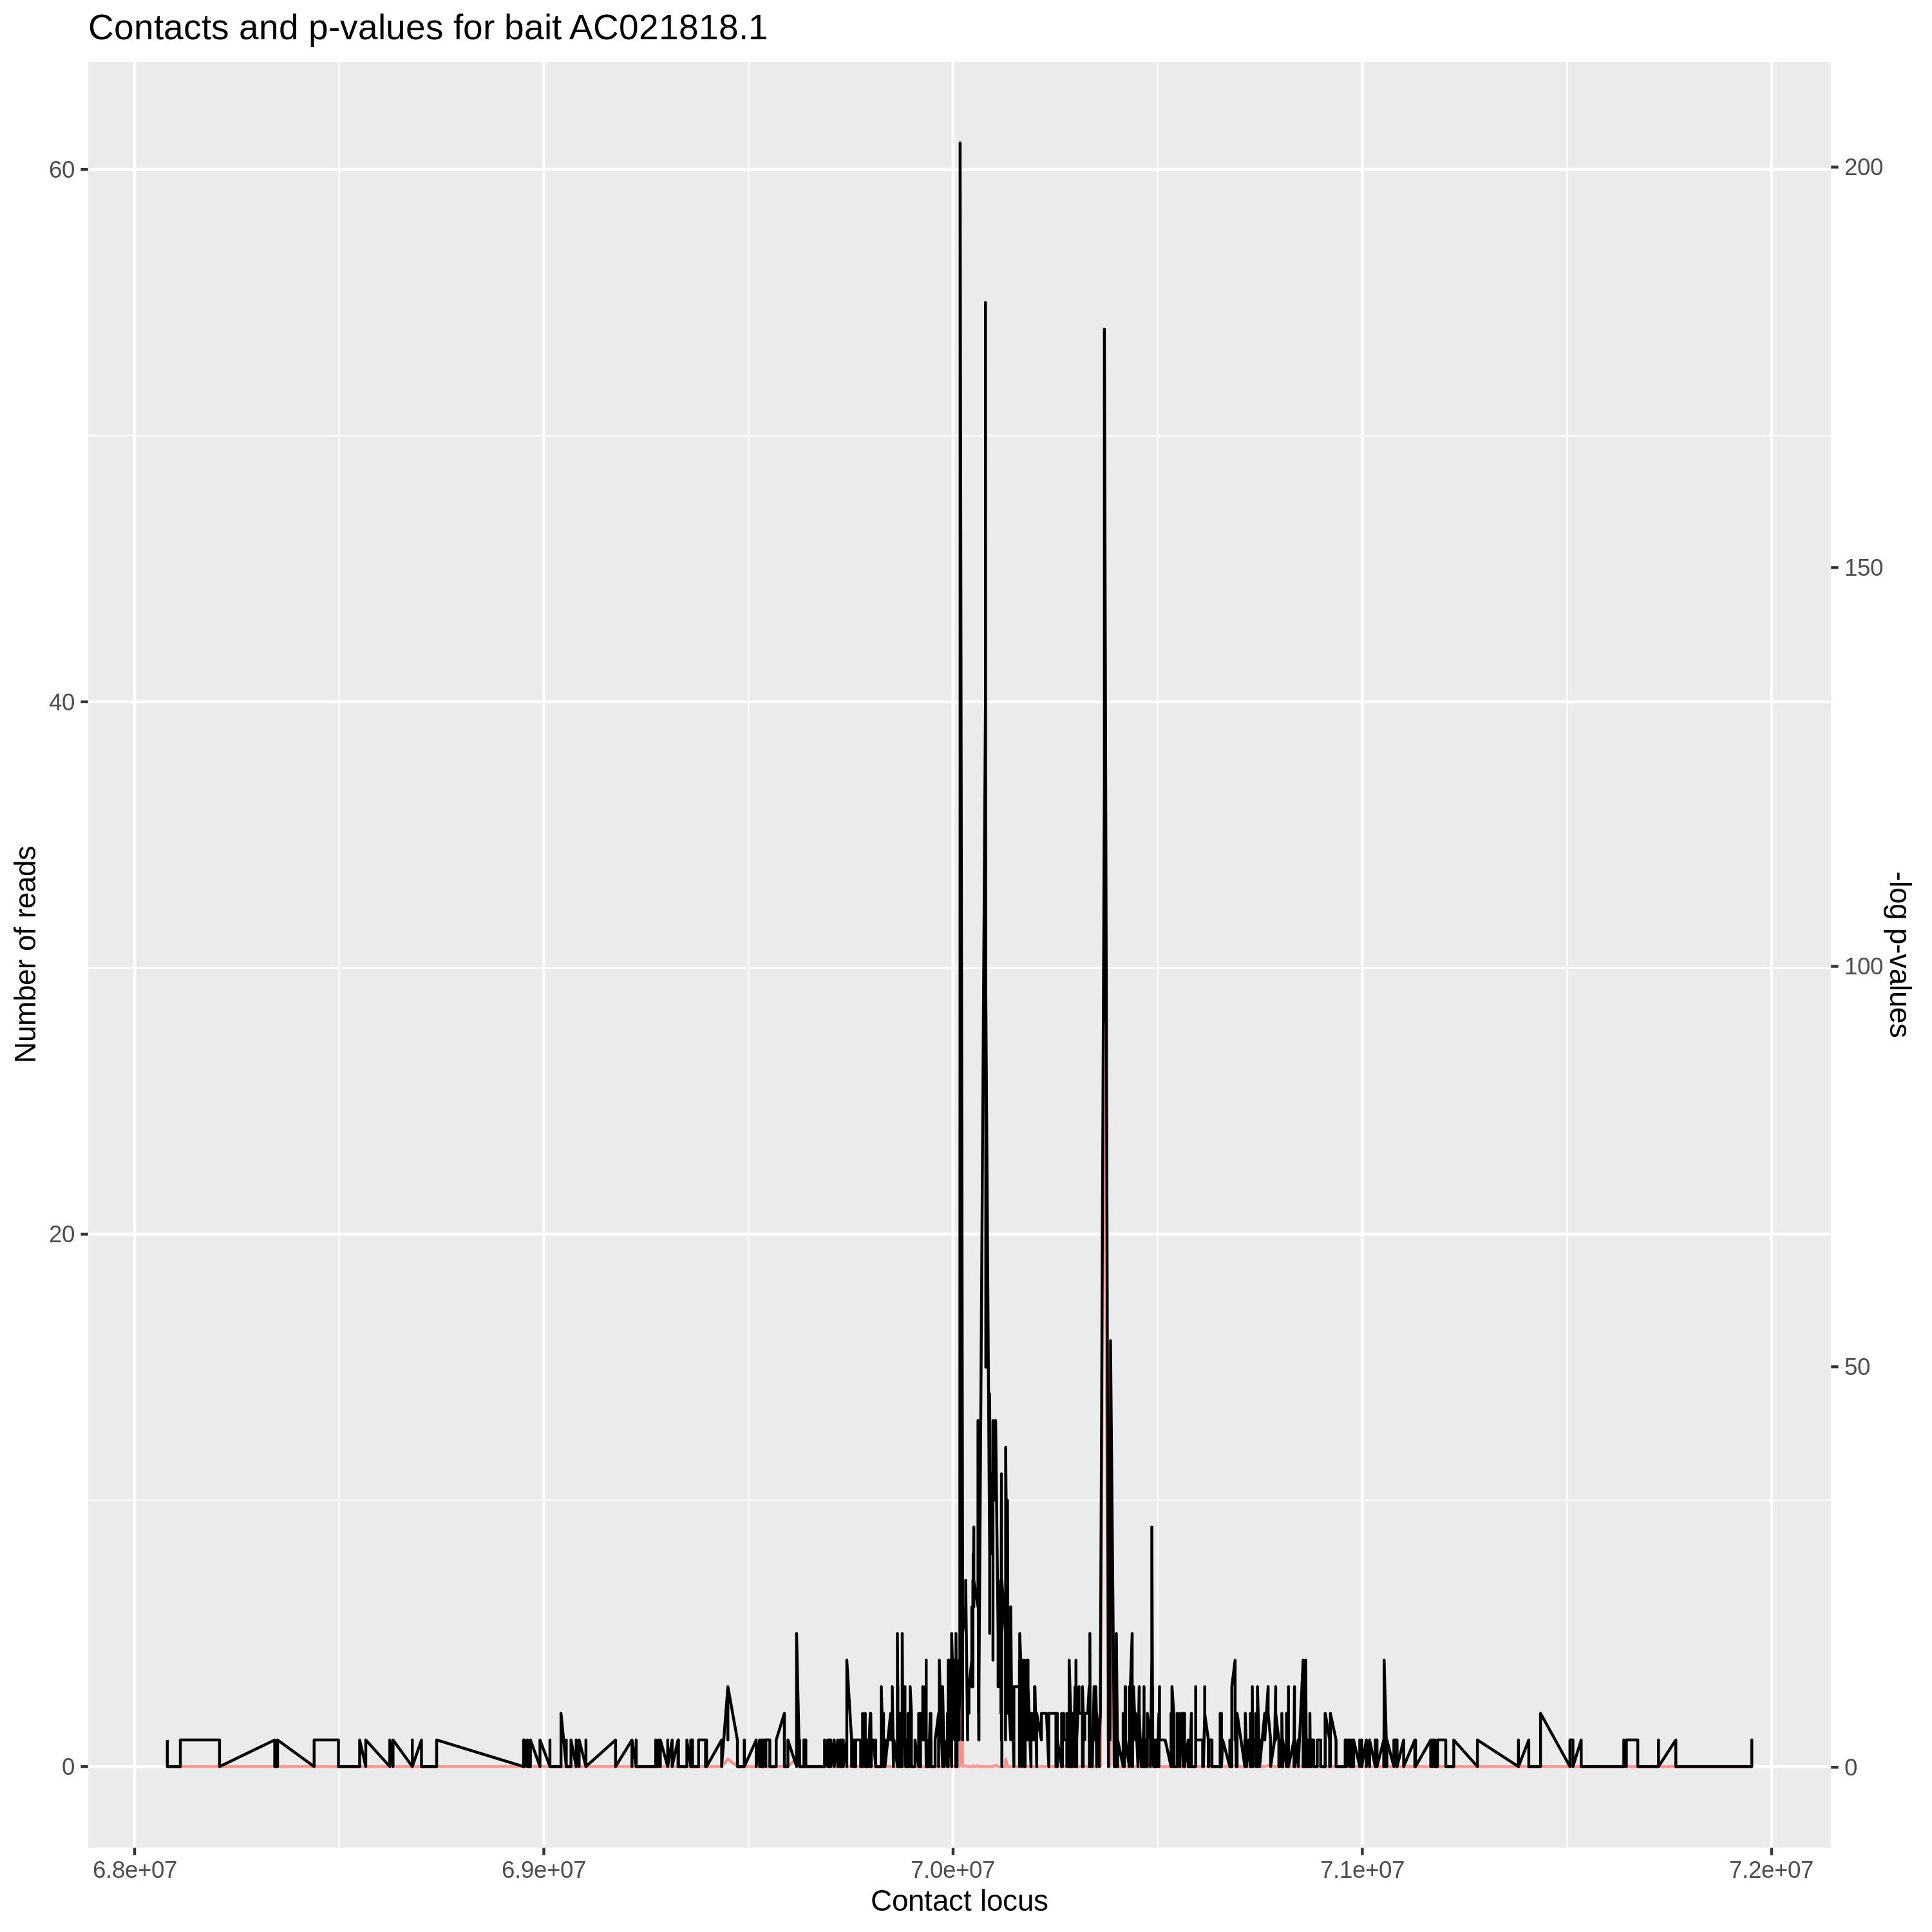 Contacts and p-values for bait AC021818.1
60
40
20
0
200
150
100
50
0
Number of reads
-log p-values
6.8e+07
6.9e+07
7.0e+07
7.1e+07
7.2e+07
Contact locus